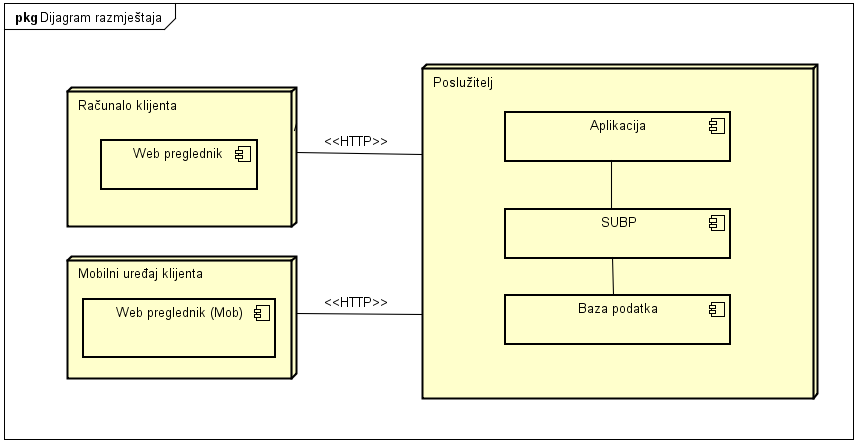 pkg Dijagram razmještaja
Računalo klijenta
Web preglednik
<<HTTP>>
Mobilni uređaj klijenta
Web preglednik (Mob)
<<HTTP>>
Poslužitelj
Aplikacija
SUBP
Baza podatka